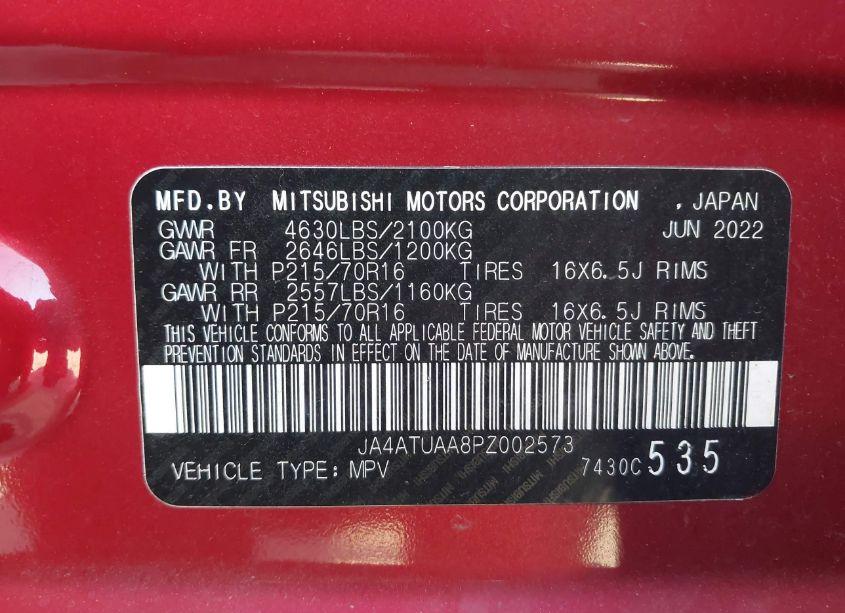 MFD.BY MITSUBISHI MOTORS CORPORATION , JAPAN
GVWR 4630LBS/2100KG JUN 2022
GAWR FR 2646LBS/1200KG
WITH P215/70R16 TIRES 16X6.5J RIMS
GAWR RR 2557LBS/1160KG
WITH P215/70R16 TIRES 16X6.5J RIMS
THIS VEHICLE CONFORMS TO ALL APPLICABLE FEDERAL MOTOR VEHICLE SAFETY AND THEFT
PREVENTION STANDARDS IN EFFECT ON THE DATE OF MANUFACTURE SHOWN ABOVE.
JA4ATUAA8PZ002573
VEHICLE TYPE: MPV 7430C 535